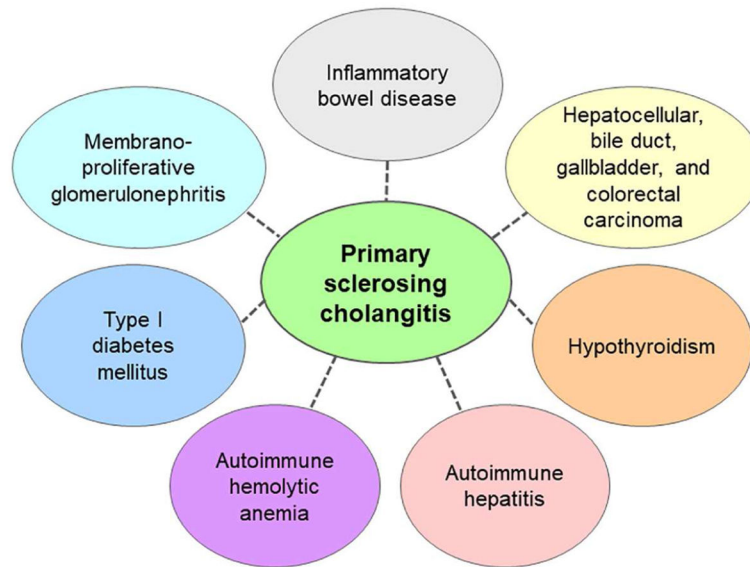 Inflammatory
bowel disease
Membrano-
proliferative
glomerulonephritis
Hepatocellular,
bile duct,
gallbladder, and
colorectal
carcinoma
Primary
sclerosing
cholangitis
Type I
diabetes
mellitus
Hypothyroidism
Autoimmune
hemolytic
anemia
Autoimmune
hepatitis